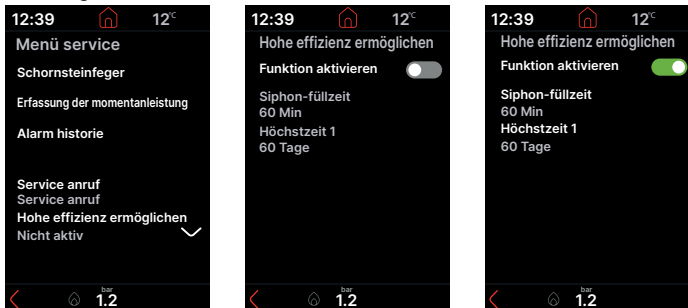 12:39 12°C
Menü service
Schornsteinfeger
Erfassung der momentanleistung
Alarm historie
Service anruf
Service anruf
Hohe effizienz ermöglichen
Nicht aktiv
bar
1.2
12:39 12°C
Hohe effizienz ermöglichen
Funktion aktivieren
Siphon-füllzeit
60 Min
Höchstzeit 1
60 Tage
bar
1.2
12:39 12°C
Hohe effizienz ermöglichen
Funktion aktivieren
Siphon-füllzeit
60 Min
Höchstzeit 1
60 Tage
bar
1.2